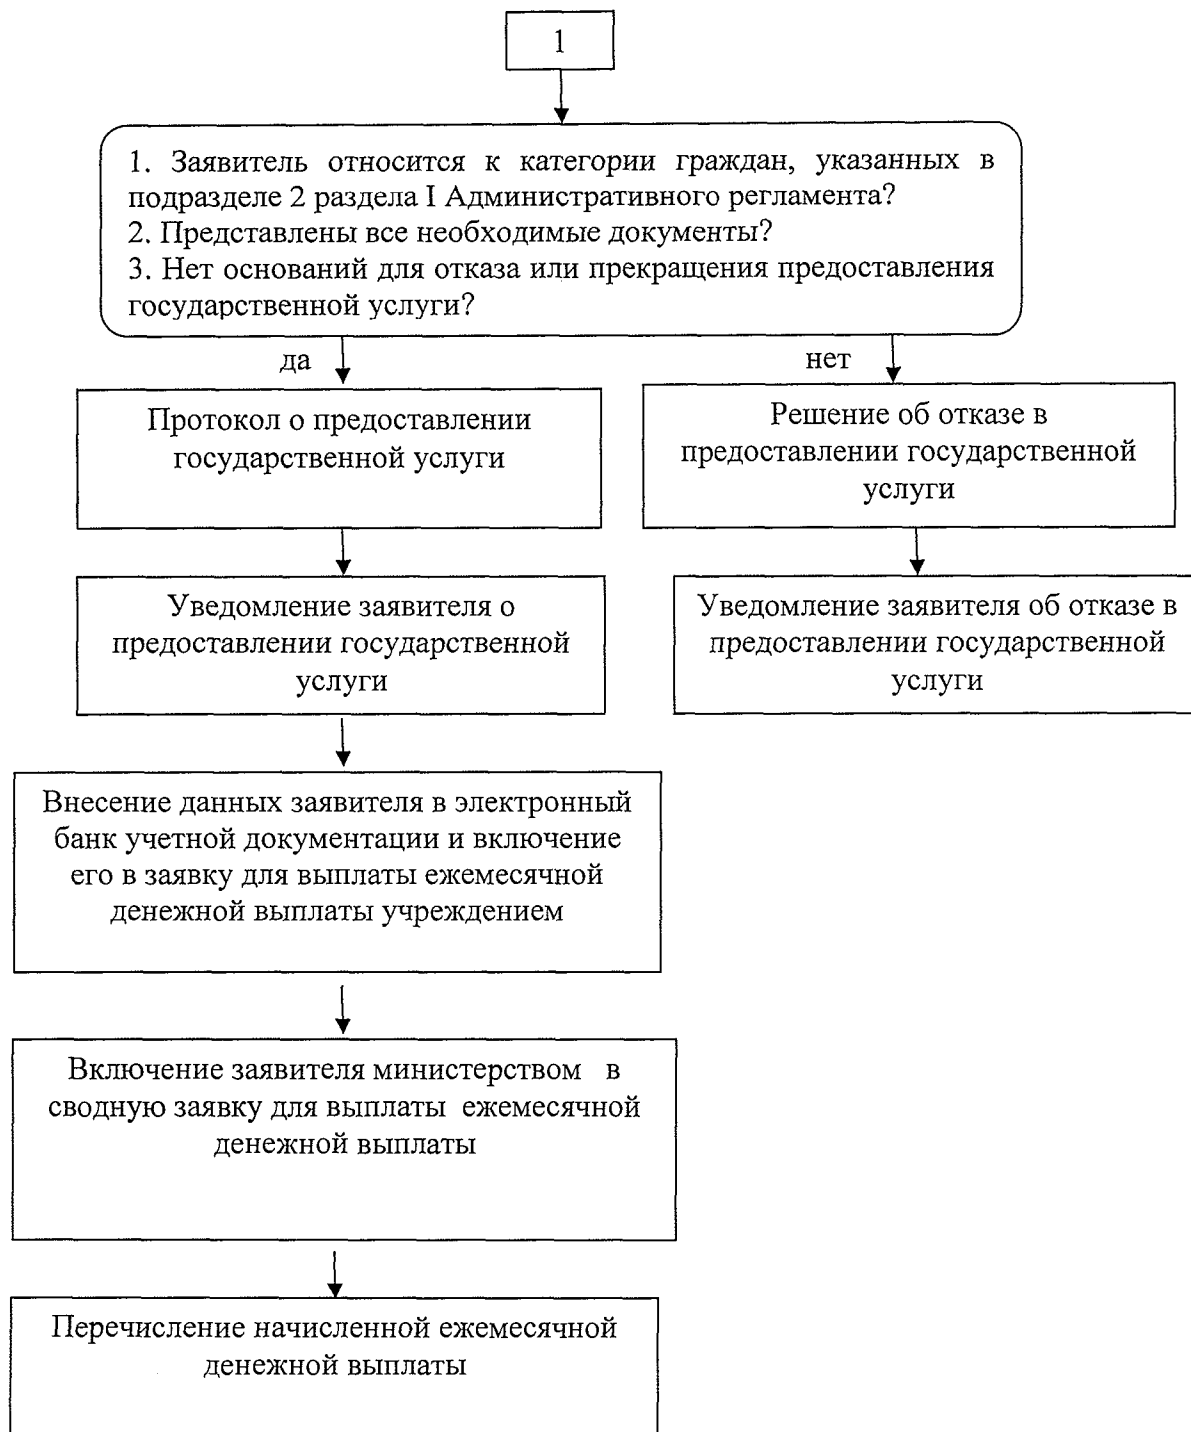 1
1. Заявитель относится к категории граждан, указанных в
подразделе 2 раздела I Административного регламента?
2. Представлены все необходимые документы?
3. Нет оснований для отказа или прекращения предоставления
государственной услуги?
да
нет
Протокол о предоставлении
государственной услуги
Решение об отказе в
предоставлении государственной
услуги
Уведомление заявителя о
предоставлении государственной
услуги
Уведомление заявителя об отказе в
предоставлении государственной
услуги
Внесение данных заявителя в электронный
банк учетной документации и включение
его в заявку для выплаты ежемесячной
денежной выплаты учреждением
Включение заявителя министерством в
сводную заявку для выплаты ежемесячной
денежной выплаты
Перечисление начисленной ежемесячной
денежной выплаты